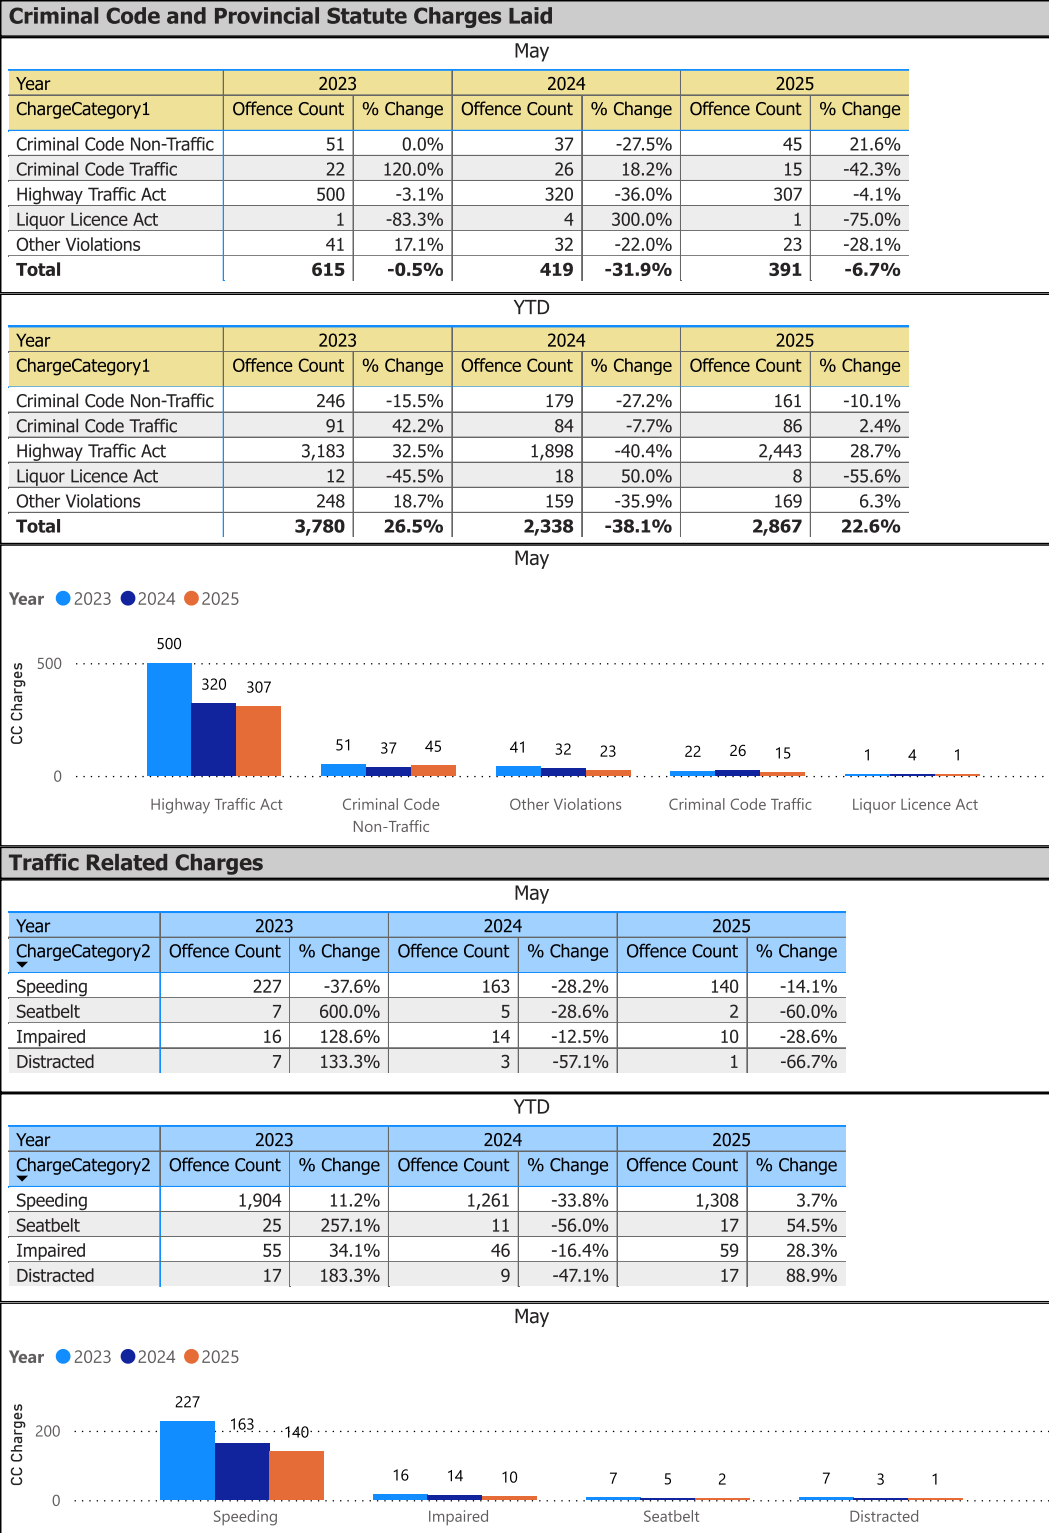 Criminal Code and Provincial Statute Charges Laid
May
Year 2023 2024 2025
ChargeCategory1 Offence Count % Change Offence Count % Change Offence Count % Change
Criminal Code Non-Traffic 51 0.0% 37 -27.5% 45 21.6%
Criminal Code Traffic 22 120.0% 26 18.2% 15 -42.3%
Highway Traffic Act 500 -3.1% 320 -36.0% 307 -4.1%
Liquor Licence Act 1 -83.3% 4 300.0% 1 -75.0%
Other Violations 41 17.1% 32 -22.0% 23 -28.1%
Total 615 -0.5% 419 -31.9% 391 -6.7%
YTD
Year 2023 2024 2025
ChargeCategory1 Offence Count % Change Offence Count % Change Offence Count % Change
Criminal Code Non-Traffic 246 -15.5% 179 -27.2% 161 -10.1%
Criminal Code Traffic 91 42.2% 84 -7.7% 86 2.4%
Highway Traffic Act 3,183 32.5% 1,898 -40.4% 2,443 28.7%
Liquor Licence Act 12 -45.5% 18 50.0% 8 -55.6%
Other Violations 248 18.7% 159 -35.9% 169 6.3%
Total 3,780 26.5% 2,338 -38.1% 2,867 22.6%
May
Year 2023 2024 2025
CC Charges
500
0
500 320 307
51 37 45
41 32 23
22 26 15
1 4 1
Highway Traffic Act
Criminal Code
Non-Traffic
Other Violations
Criminal Code Traffic
Liquor Licence Act
Traffic Related Charges
May
Year 2023 2024 2025
ChargeCategory2 Offence Count % Change Offence Count % Change Offence Count % Change
Speeding 227 -37.6% 163 -28.2% 140 -14.1%
Seatbelt 7 600.0% 5 -28.6% 2 -60.0%
Impaired 16 128.6% 14 -12.5% 10 -28.6%
Distracted 7 133.3% 3 -57.1% 1 -66.7%
YTD
Year 2023 2024 2025
ChargeCategory2 Offence Count % Change Offence Count % Change Offence Count % Change
Speeding 1,904 11.2% 1,261 -33.8% 1,308 3.7%
Seatbelt 25 257.1% 11 -56.0% 17 54.5%
Impaired 55 34.1% 46 -16.4% 59 28.3%
Distracted 17 183.3% 9 -47.1% 17 88.9%
May
Year 2023 2024 2025
CC Charges
200
0
227 163 140
16 14 10
7 5 2
7 3 1
Speeding
Impaired
Seatbelt
Distracted